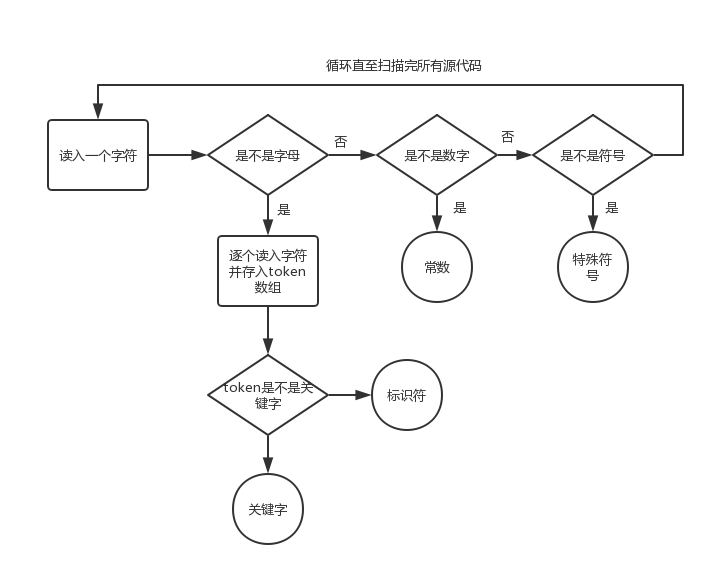 循环直至扫描完所有源代码
读入一个字符
是不是字母
否
是不是数字
否
是不是符号
是
是
是
逐个读入字符
并存入token
数组
常数
特殊符
号
token是不是关
键字
标识符
关键字